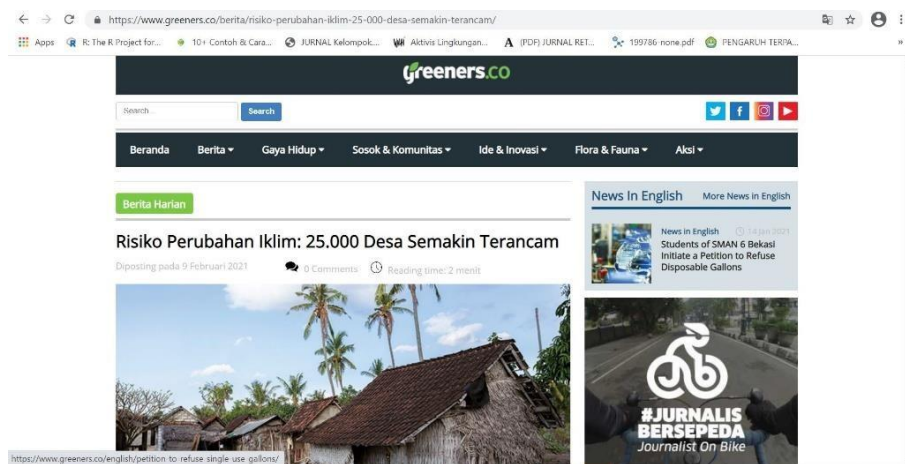 https://www.greeners.co/berita/risiko-perubahan-iklim-25-000-desa-semakin-terancam/
Apps R: The R Project for... 10+ Contoh & Cara... JURNAL Kelompok... Aktivis Lingkungan... (PDF) JURNAL RET... 199786-none.pdf PENGARUH TERPA... »
greeners.co
Search... Search
Beranda Berita Gaya Hidup Sosok & Komunitas Ide & Inovasi Flora & Fauna Aksi
Berita Harian
Risiko Perubahan Iklim: 25.000 Desa Semakin Terancam
Diposting pada 9 Februari 2021 0 Comments Reading time: 2 menit
News In English More News in English
News in English 14 Jan 2021
Students of SMAN 6 Bekasi
Initiate a Petition to Refuse
Disposable Gallons
#JURNALIS
BERSEPEDA
Journalist On Bike
https://www.greeners.co/english/petition-to-refuse-single-use-gallons/